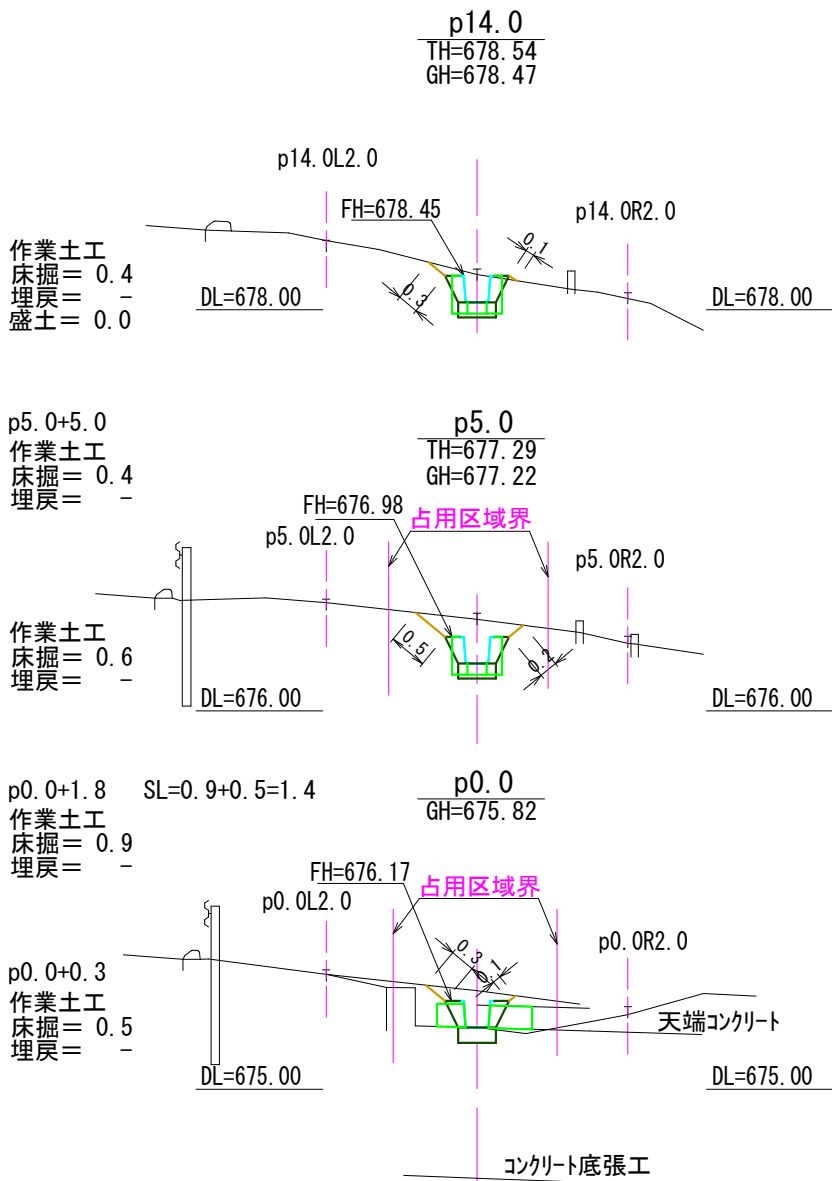 p14.0
TH=678.54
GH=678.47
p14.0L2.0
FH=678.45
p14.0R2.0
0.1
0.3
作業土工
床掘= 0.4
埋戻= -
盛土= 0.0
DL=678.00
DL=678.00
p5.0+5.0
作業土工
床掘= 0.4
埋戻= -
p5.0
TH=677.29
GH=677.22
FH=676.98
占用区域界
p5.0L2.0
p5.0R2.0
0.5
0.2
作業土工
床掘= 0.6
埋戻= -
DL=676.00
DL=676.00
p0.0+1.8 SL=0.9+0.5=1.4
作業土工
床掘= 0.9
埋戻= -
p0.0
GH=675.82
FH=676.17
占用区域界
p0.0L2.0
p0.0R2.0
0.3
0.1
p0.0+0.3
作業土工
床掘= 0.5
埋戻= -
天端コンクリート
DL=675.00
DL=675.00
コンクリート底張工